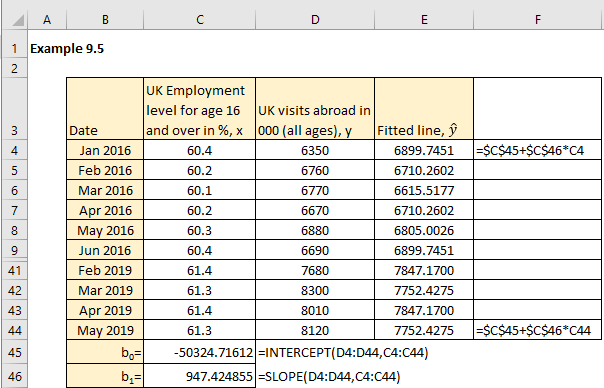 A B C D E F
1 Example 9.5
2
UK Employment
level for age 16 UK visits abroad in
3 Date and over in %, x 000 (all ages), y Fitted line, ŷ
4 Jan 2016 60.4 6350 6899.7451 =$C$45+$C$46*C4
5 Feb 2016 60.2 6760 6710.2602
6 Mar 2016 60.1 6770 6615.5177
7 Apr 2016 60.2 6670 6710.2602
8 May 2016 60.3 6880 6805.0026
9 Jun 2016 60.4 6690 6899.7451
41 Feb 2019 61.4 7680 7847.1700
42 Mar 2019 61.3 8300 7752.4275
43 Apr 2019 61.4 8010 7847.1700
44 May 2019 61.3 8120 7752.4275 =$C$45+$C$46*C44
45 b₀= -50324.71612 =INTERCEPT(D4:D44,C4:C44)
46 b₁= 947.424855 =SLOPE(D4:D44,C4:C44)